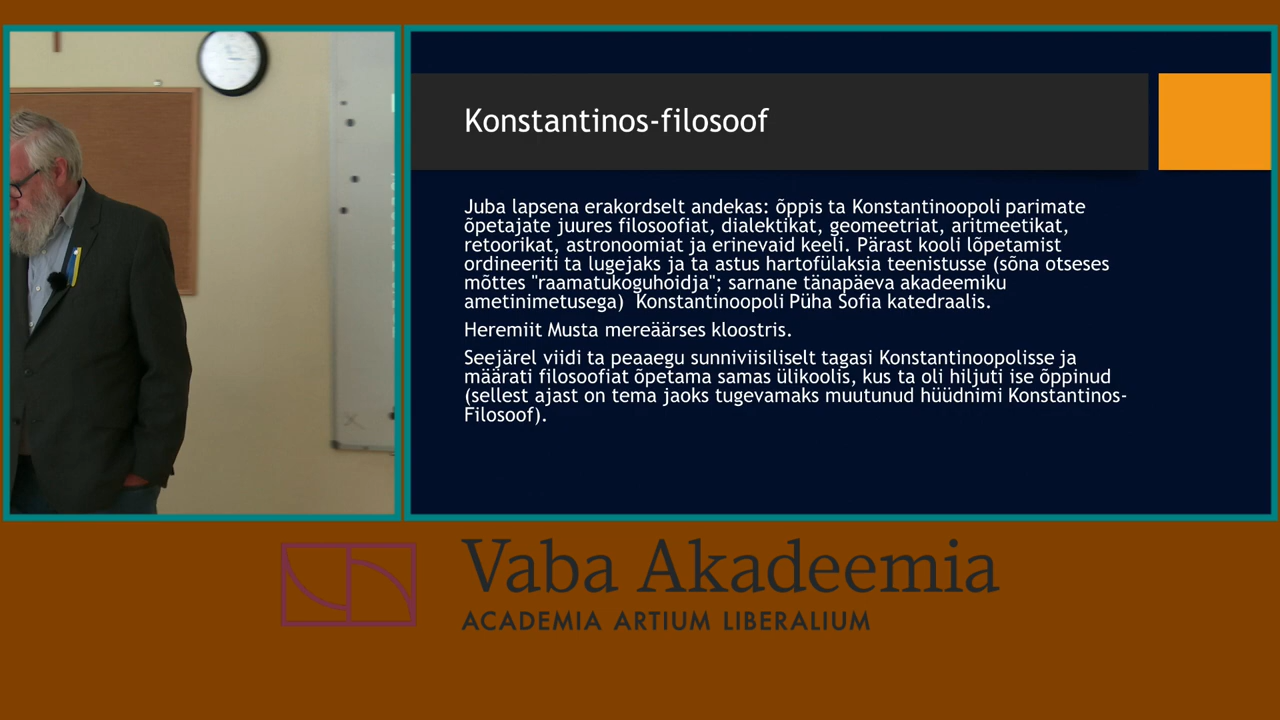 Konstantinos-filosoof
Juba lapsena erakordselt andekas: õppis ta Konstantinoopoli parimate
õpetajate juures filosoofiat, dialektikat, geomeetriat, aritmeetikat,
retoorikat, astronoomiat ja erinevaid keeli. Pärast kooli lõpetamist
ordineeriti ta lugejaks ja ta astus hartofülaksia teenistusse (sõna otseses
mõttes "raamatukoguhoidja"; sarnane tänapäeva akadeemiku
ametinimetusega) Konstantinoopoli Püha Sofia katedraalis.
Heremiit Musta mereäärses kloostris.
Seejärel viidi ta peaaegu sunniviisiliselt tagasi Konstantinoopolisse ja
määrati filosoofiat õpetama samas ülikoolis, kus ta oli hiljuti ise õppinud
(sellest ajast on tema jaoks tugevamaks muutunud hüüdnimi Konstantinos-
Filosoof).
Vaba Akadeemia
ACADEMIA ARTIUM LIBERALIUM